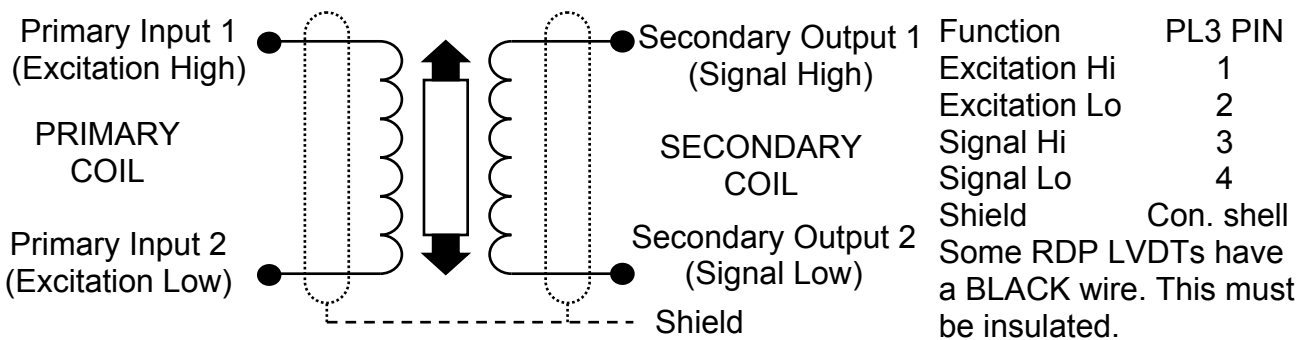 Primary Input 1
(Excitation High)
PRIMARY
COIL
Primary Input 2
(Excitation Low)
Secondary Output 1
(Signal High)
SECONDARY
COIL
Secondary Output 2
(Signal Low)
Shield
Function PL3 PIN
Excitation Hi 1
Excitation Lo 2
Signal Hi 3
Signal Lo 4
Shield Con. shell
Some RDP LVDTs have
a BLACK wire. This must
be insulated.